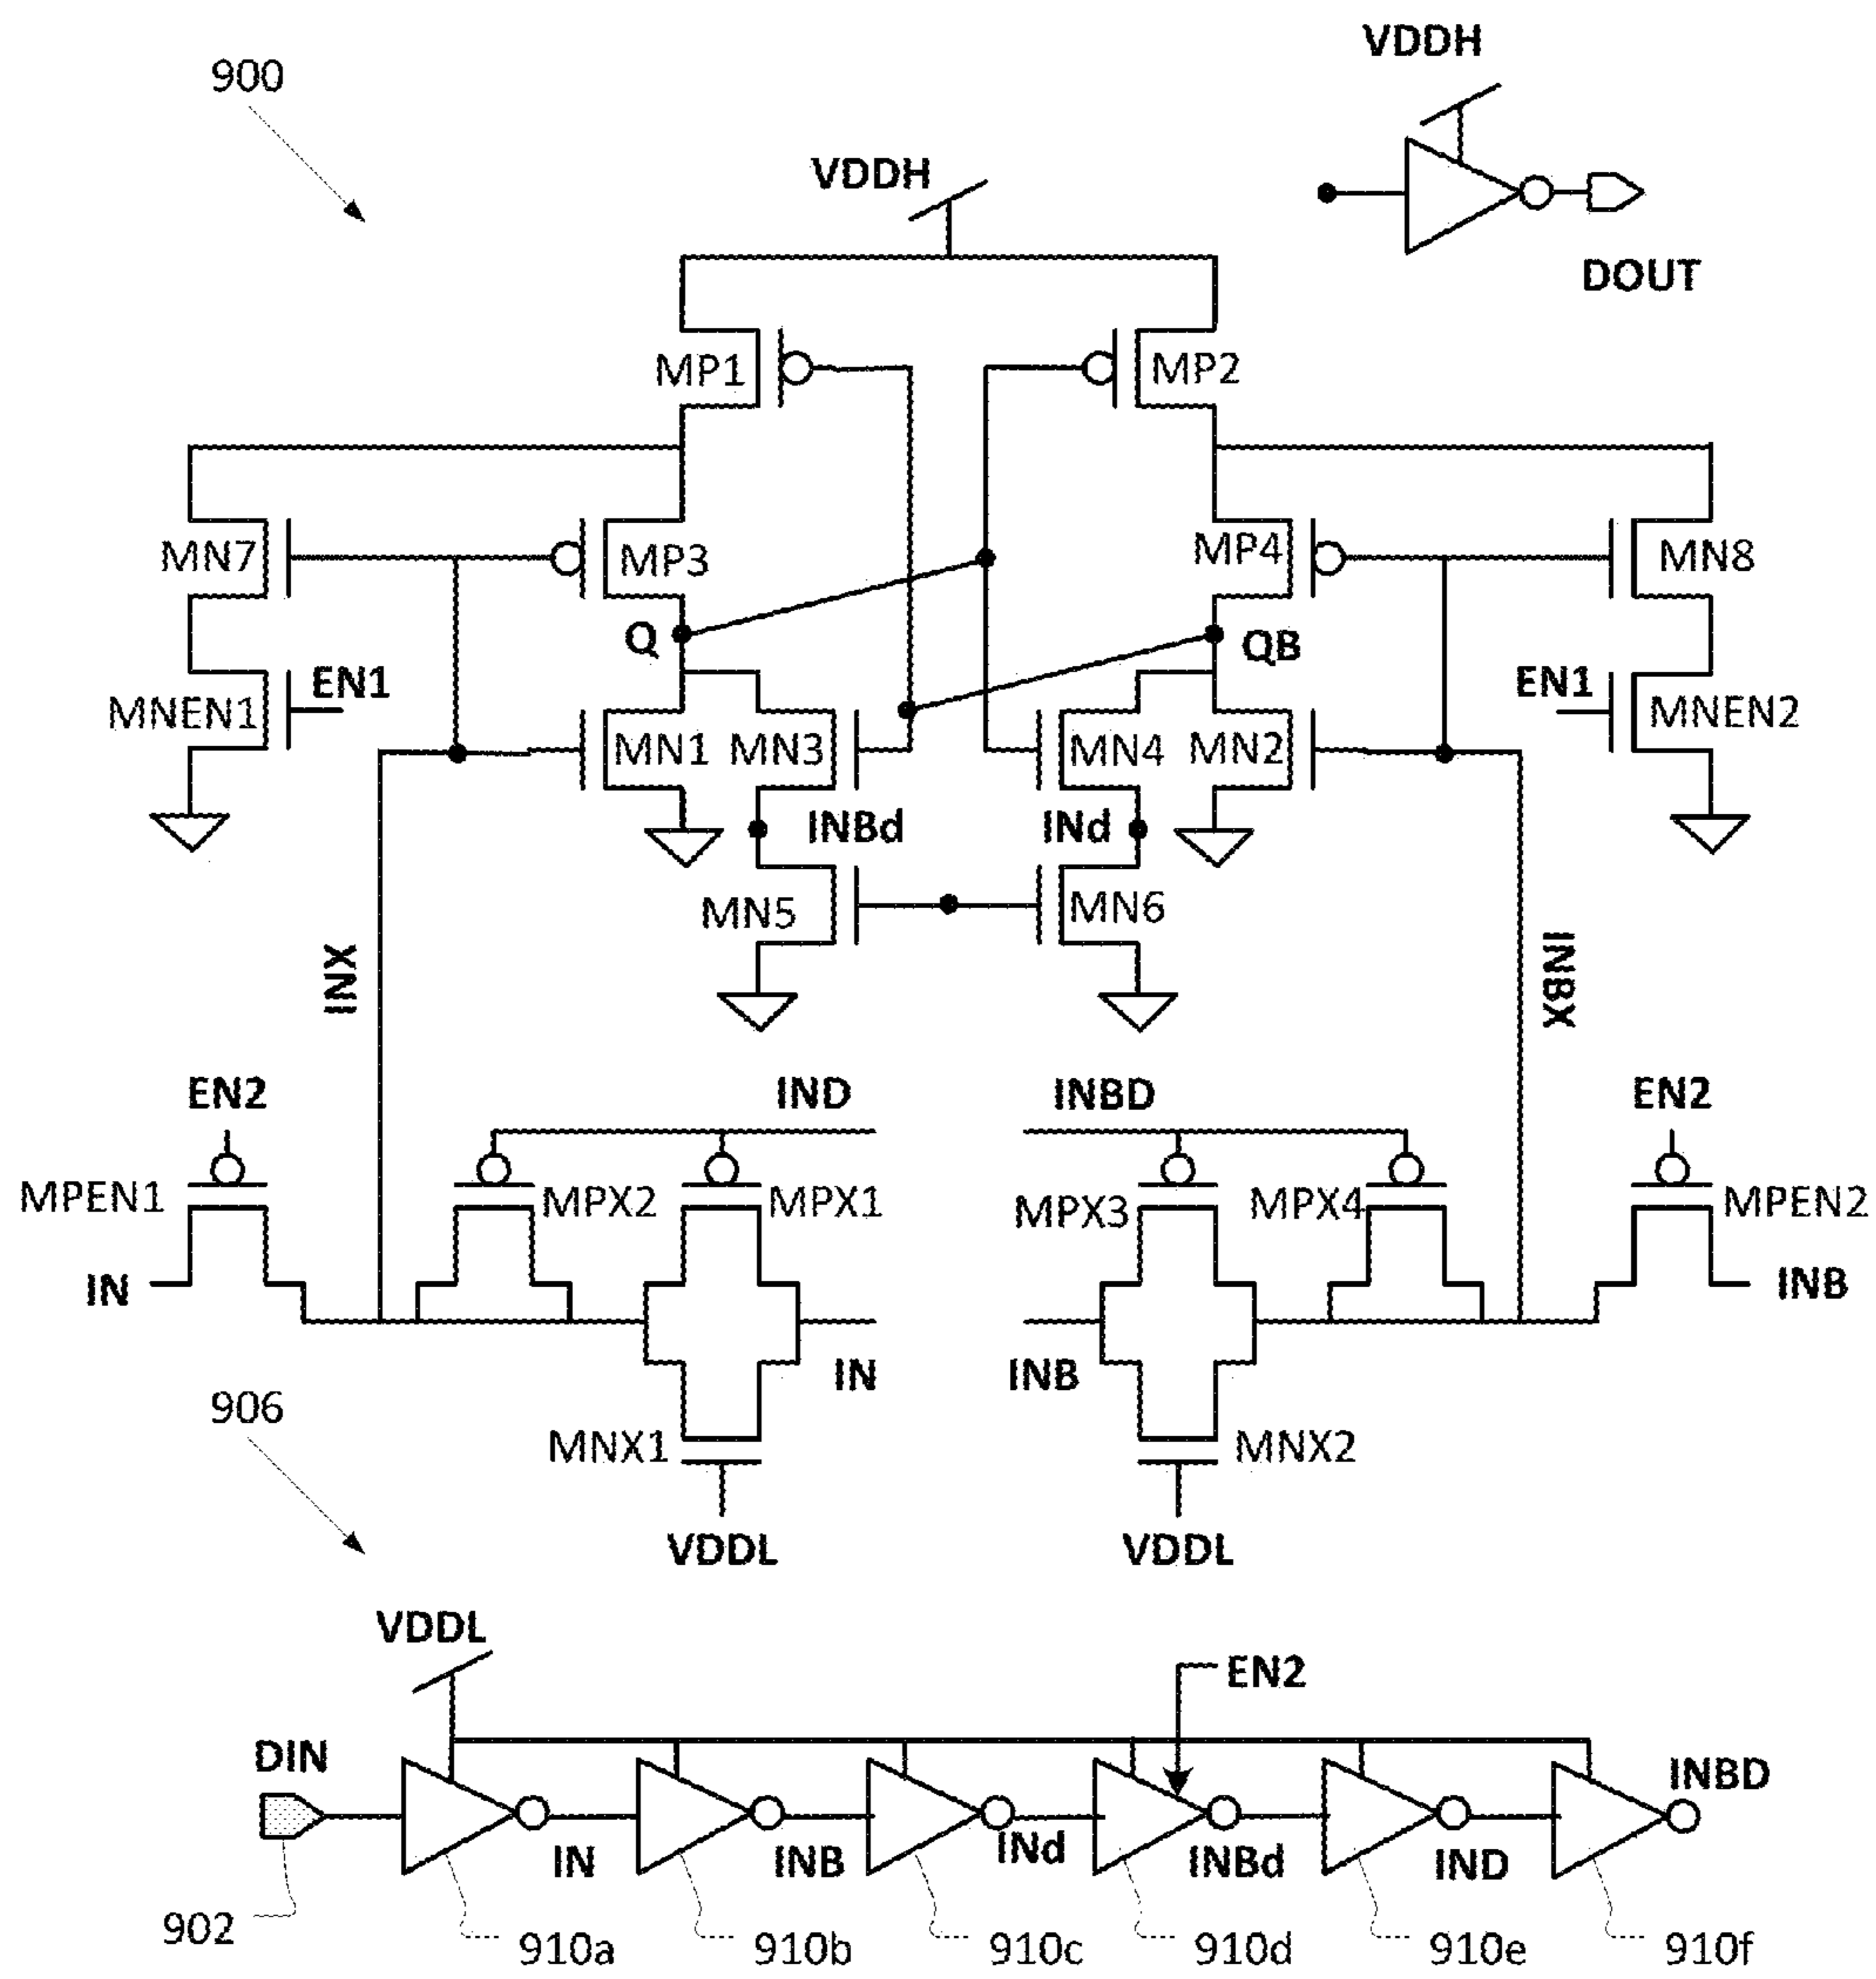 VDDH
900
VDDH
DOUT
MP1
MP2
MN7
MP3
MP4
MN8
Q
QB
EN1
EN1
MNEN1
MNEN2
MN1
MN3
MN4
MN2
INBd
INd
MN5
MN6
INX
INBX
EN2
IND
INBD
EN2
MPEN1
MPX2
MPX1
MPX3
MPX4
MPEN2
IN
INB
IN
INB
906
MNX1
MNX2
VDDL
VDDL
VDDL
EN2
DIN
INBD
IN
INB
INd
INBd
IND
902
910a
910b
910c
910d
910e
910f